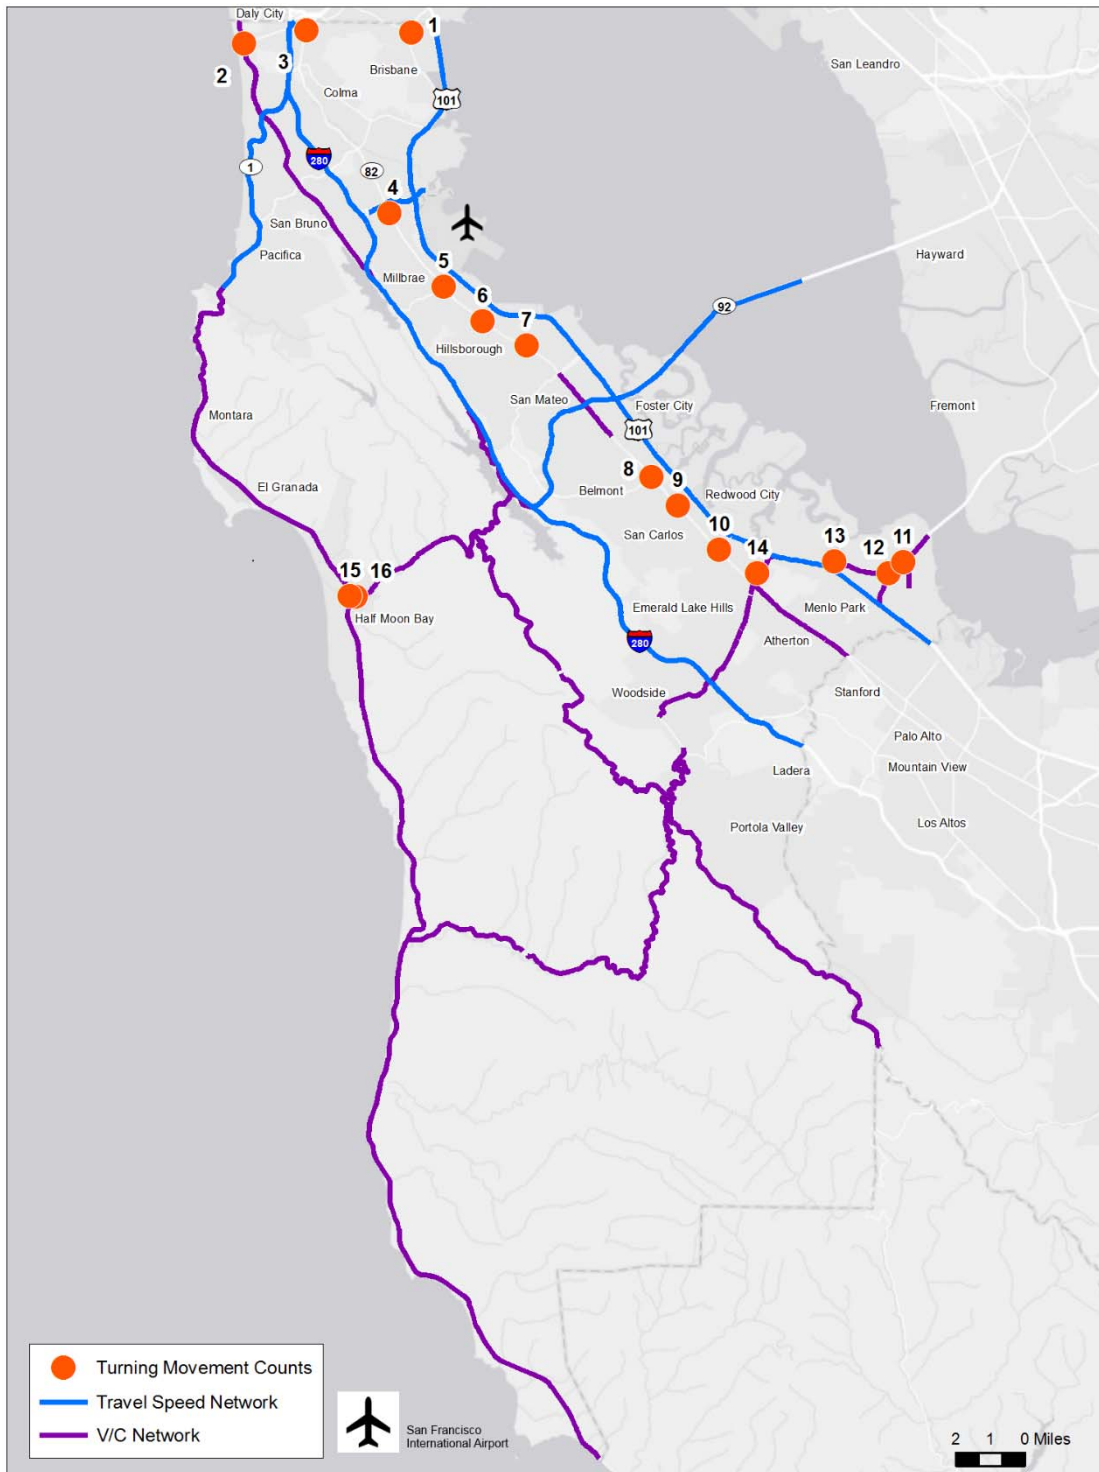 Daly City
1
2
3
Brisbane
Colma
101
San Leandro
280
1
82
4
San Bruno
Pacifica
Hayward
5
Millbrae
6
7
92
Hillsborough
San Mateo
Foster City
Fremont
Montara
101
8
9
El Granada
Belmont
Redwood City
San Carlos
10
13
11
12
14
15
16
Half Moon Bay
Emerald Lake Hills
Menlo Park
280
Atherton
Woodside
Stanford
Palo Alto
Ladera
Mountain View
Portola Valley
Los Altos
Turning Movement Counts
Travel Speed Network
V/C Network
San Francisco
International Airport
2 1 0 Miles